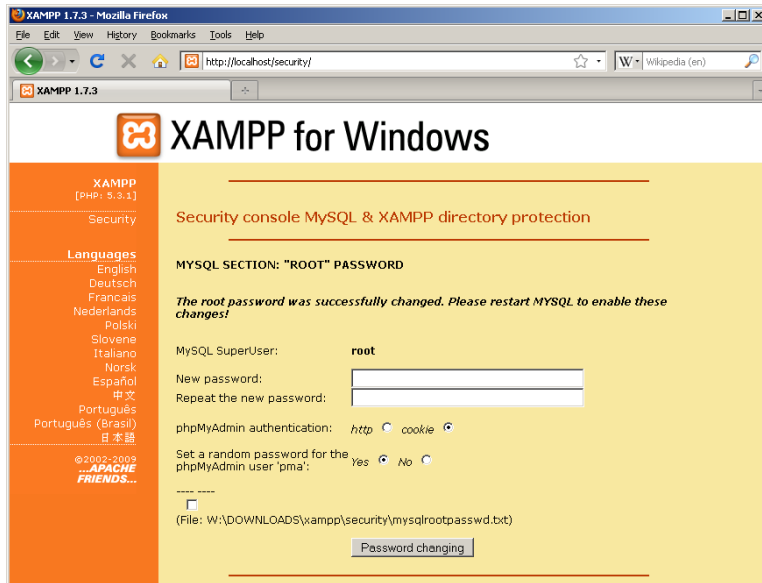 XAMPP 1.7.3 - Mozilla Firefox
File Edit View History Bookmarks Tools Help
http://localhost/security/
W Wikipedia (en)
XAMPP 1.7.3
XAMPP for Windows
XAMPP
[PHP: 5.3.1]
Security
Languages
English
Deutsch
Francais
Nederlands
Polski
Slovene
Italiano
Norsk
Español
中文
Português
Português (Brasil)
日本語
©2002-2009
...APACHE
FRIENDS...
Security console MySQL & XAMPP directory protection
MYSQL SECTION: "ROOT" PASSWORD
The root password was successfully changed. Please restart MYSQL to enable these
changes!
MySQL SuperUser: root
New password:
Repeat the new password:
phpMyAdmin authentication: http cookie
Set a random password for the
phpMyAdmin user 'pma': Yes No
---- ----
(File: W:\DOWNLOADS\xampp\security\mysqlrootpasswd.txt)
Password changing